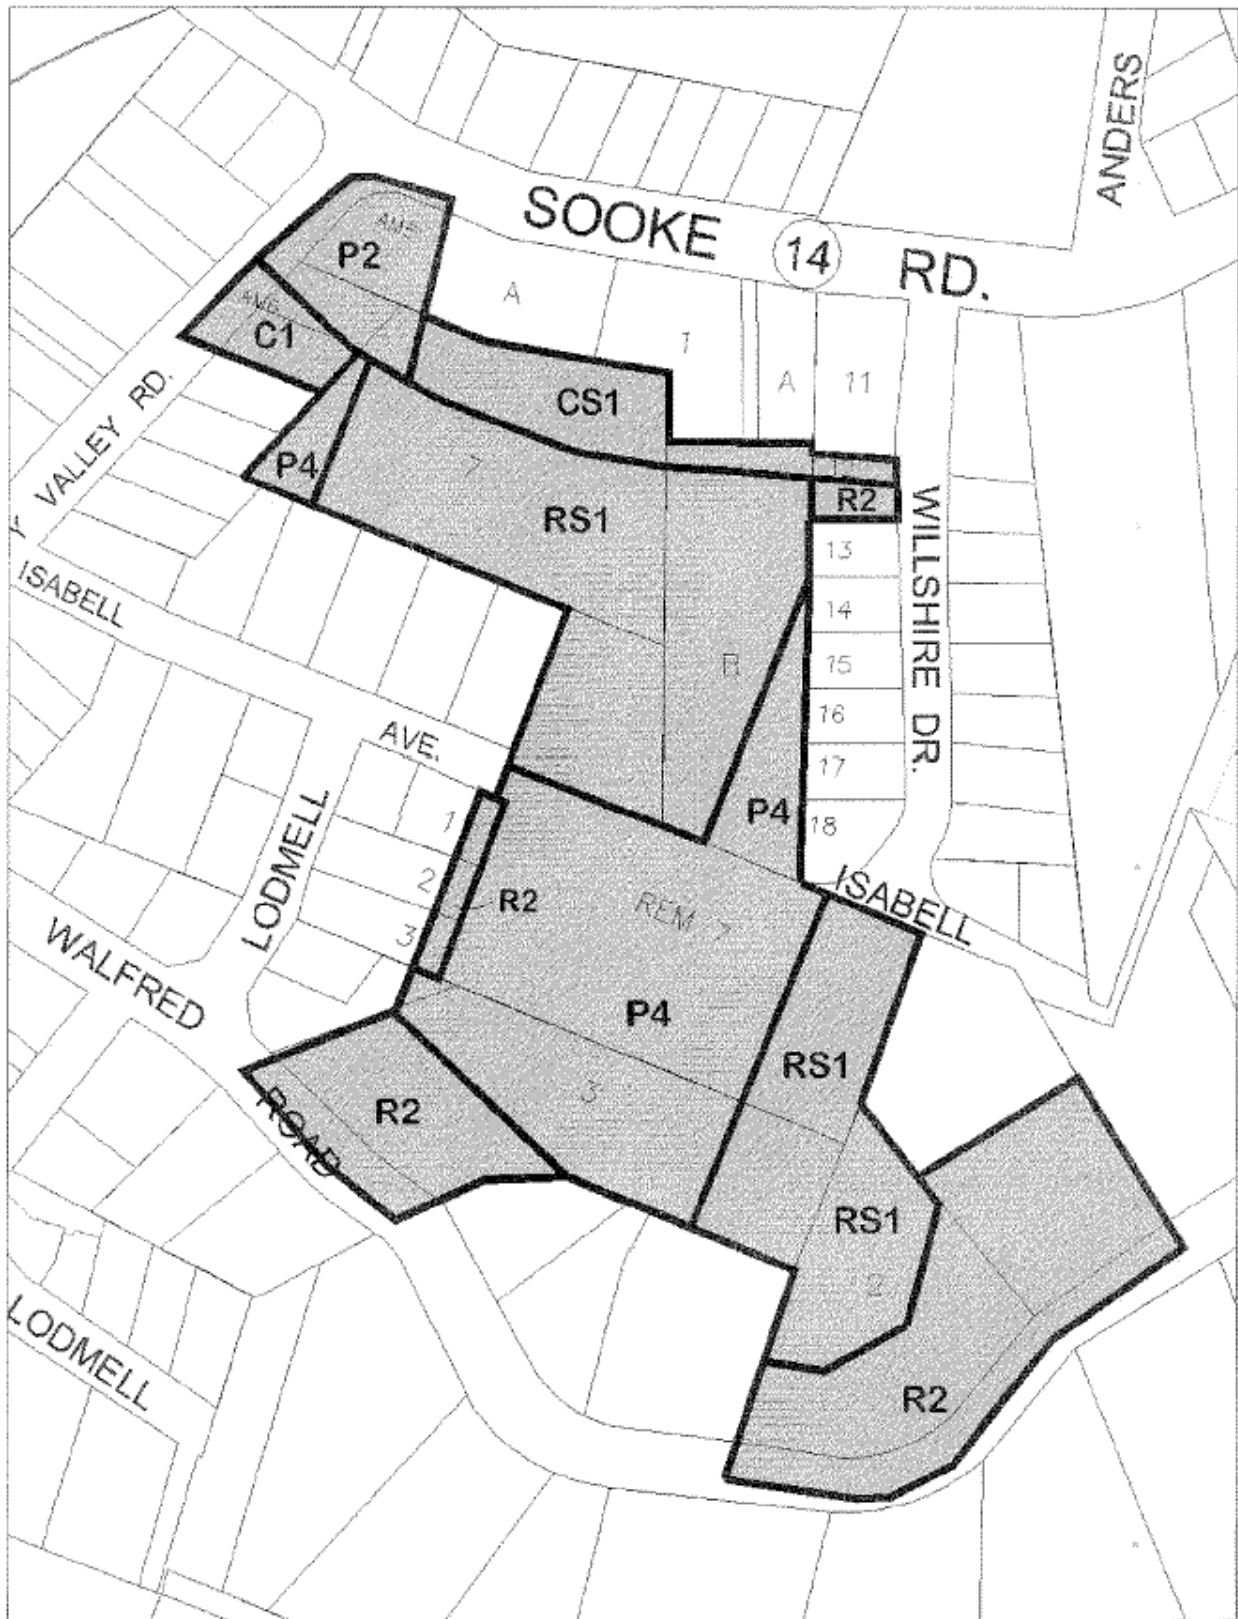 ANDERS
SOOKE 14 RD.
P2
A
C1
1
A
11
CS1
VALLEY RD.
P4
7
RS1
R2
WILLSHIRE DR.
13
14
15
16
17
18
ISABELL AVE.
B
P4
ISABELL
LODMELL
1
2
3
R2
REM 7
WALFRED ROAD
P4
RS1
3
R2
RS1
2
R2
LODMELL